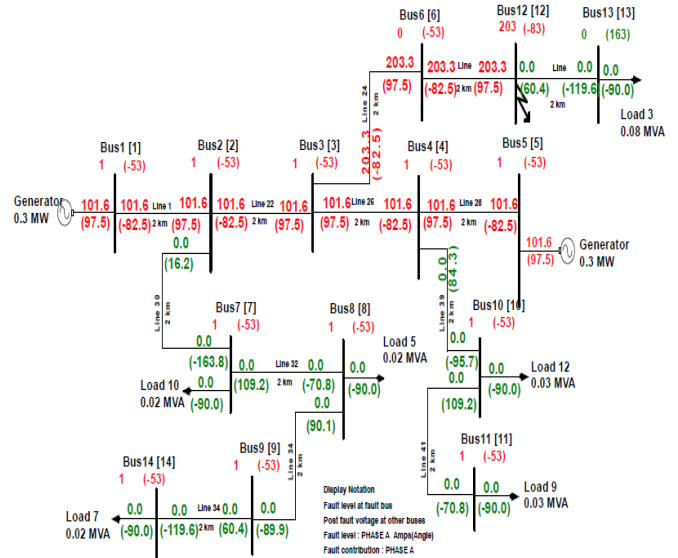 Bus6 [6]
0 (-53)
Bus12 [12]
203 (-83)
Bus13 [13]
0 (163)
203.3 203.3 Line 203.3 0.0 Line 0.0 0.0
(97.5) (-82.5) 2 km (97.5) (60.4) 2 km (-119.6) (-90.0)
Load 3
0.08 MVA
Line 24
2 km
203.3
(-82.5)
Bus1 [1]
1 (-53)
Bus2 [2]
1 (-53)
Bus3 [3]
1 (-53)
Bus4 [4]
1 (-53)
Bus5 [5]
1 (-53)
Generator
0.3 MW
101.6 101.6 Line 1 101.6 101.6 Line 22 101.6 101.6 Line26 101.6 101.6 Line 28 101.6
(97.5) (-82.5) 2 km (97.5) (-82.5) 2 km (97.5) (97.5) 2 km (-82.5) (97.5) 2 km (-82.5)
101.6
(97.5)
Generator
0.3 MW
0.0
(16.2)
Line 30
2 km
0.0
(84.3)
Line 39
2 km
Bus7 [7]
1 (-53)
Bus8 [8]
1 (-53)
Bus10 [10]
1 (-53)
0.0
(-163.8)
0.0 Line 32 0.0
(109.2) 2 km (-70.8)
0.0
(-90.0)
Load 10
0.02 MVA
Load 5
0.02 MVA
0.0
(-90.0)
0.0
(90.1)
Line 34
2 km
0.0
(-95.7)
0.0
(109.2)
0.0
(-90.0)
Load 12
0.03 MVA
Line 41
2 km
Bus14 [14]
1 (-53)
Bus9 [9]
1 (-53)
Bus11 [11]
1 (-53)
Load 7
0.02 MVA
0.0 0.0 Line 34 0.0 0.0
(-90.0) (-119.6) 2 km (60.4) (-89.9)
0.0 0.0
(-70.8) (-90.0)
Load 9
0.03 MVA
Display Notation
Fault level at fault bus
Post fault voltage at other buses
Fault level : PHASE A Amps(Angle)
Fault contribution : PHASE A